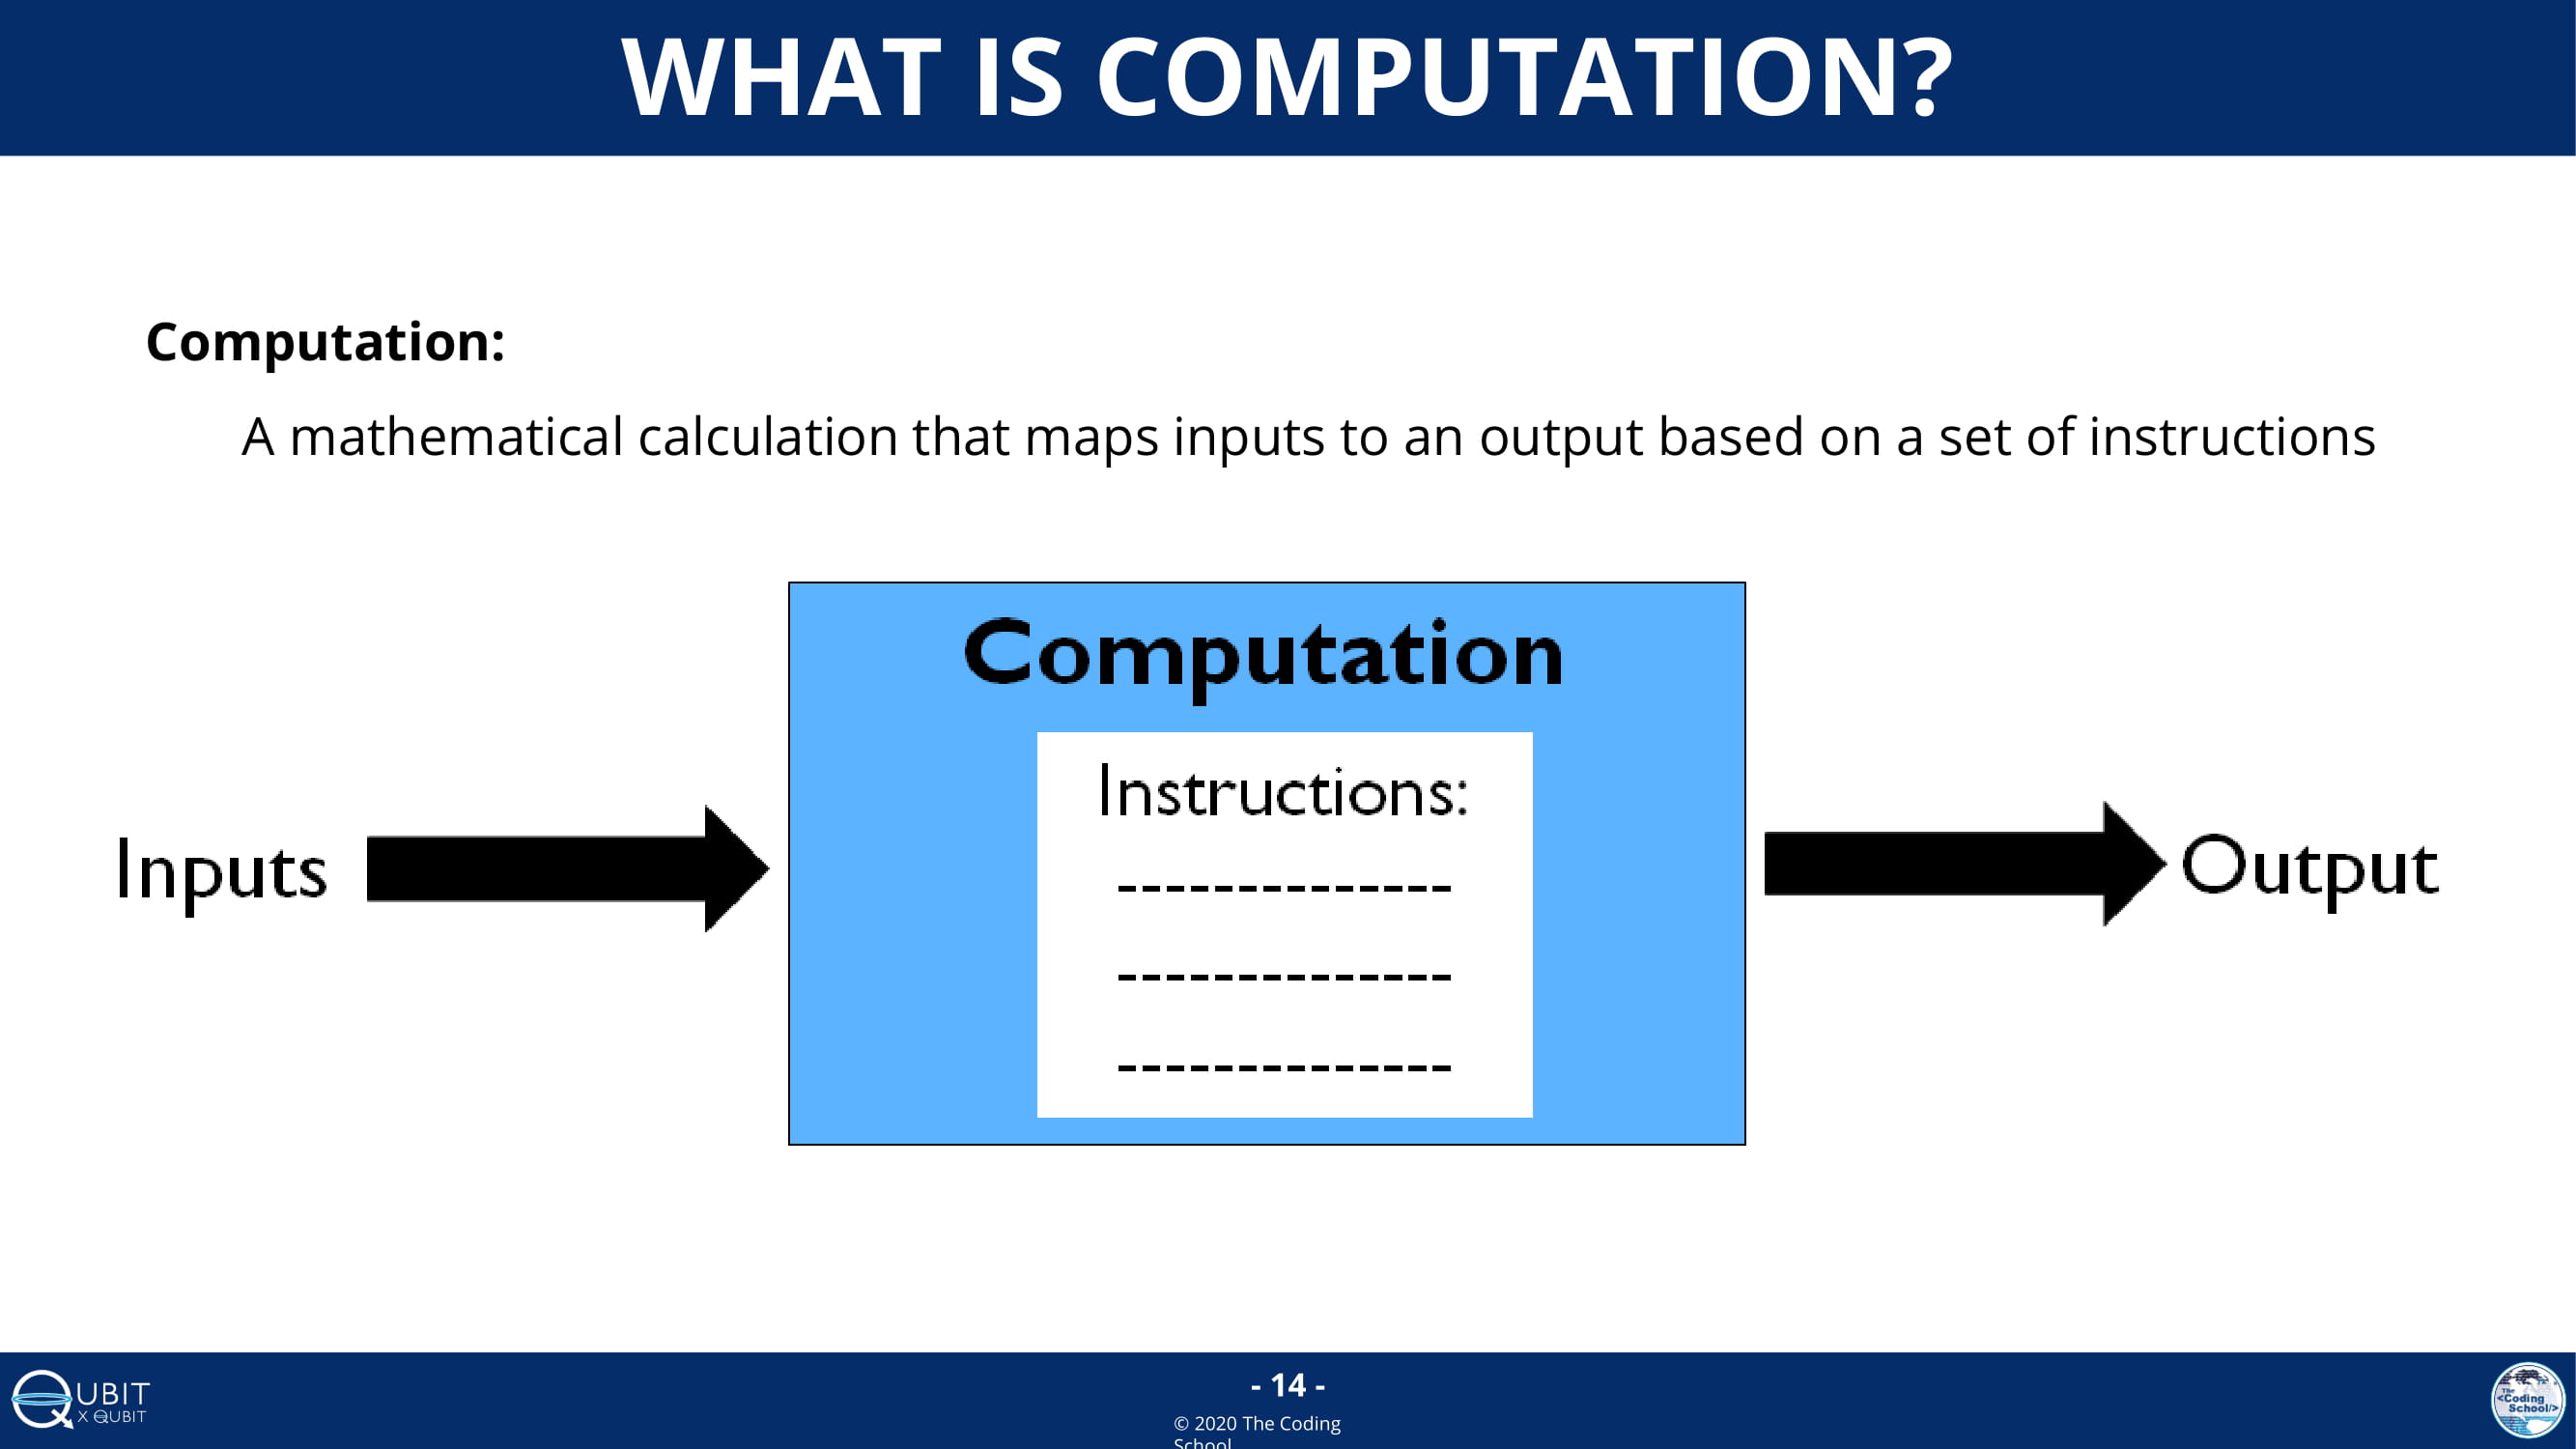 WHAT IS COMPUTATION?
Computation:
A mathematical calculation that maps inputs to an output based on a set of instructions
Computation
Instructions:
--------------
--------------
--------------
Inputs
Output
QUBIT
X QUBIT
- 14 -
© 2020 The Coding
School
The
<Coding
School/>